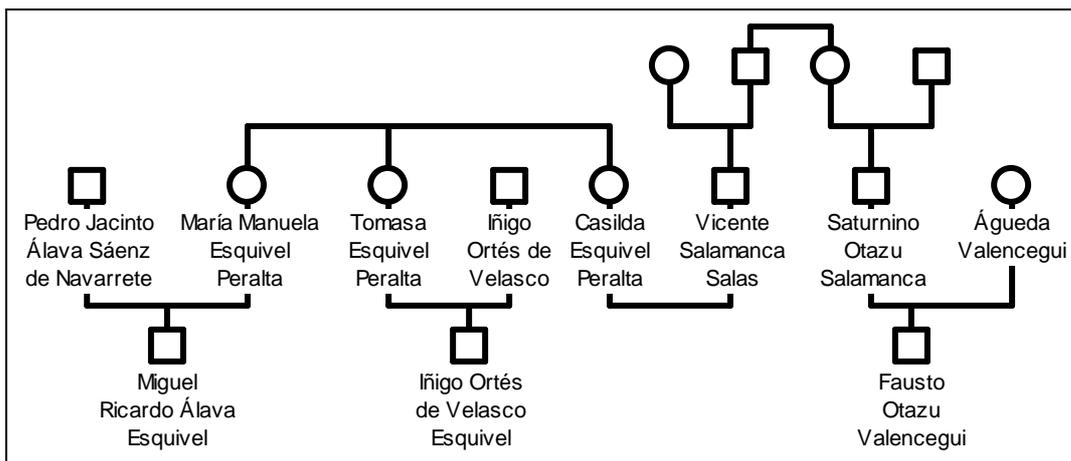 Pedro Jacinto
Álava Sáenz
de Navarrete
María Manuela
Esquivel
Peralta
Tomasa
Esquivel
Peralta
Iñigo
Ortés de
Velasco
Casilda
Esquivel
Peralta
Vicente
Salamanca
Salas
Saturnino
Otazu
Salamanca
Águeda
Valencegui
Miguel
Ricardo Álava
Esquivel
Iñigo Ortés
de Velasco
Esquivel
Fausto
Otazu
Valencegui